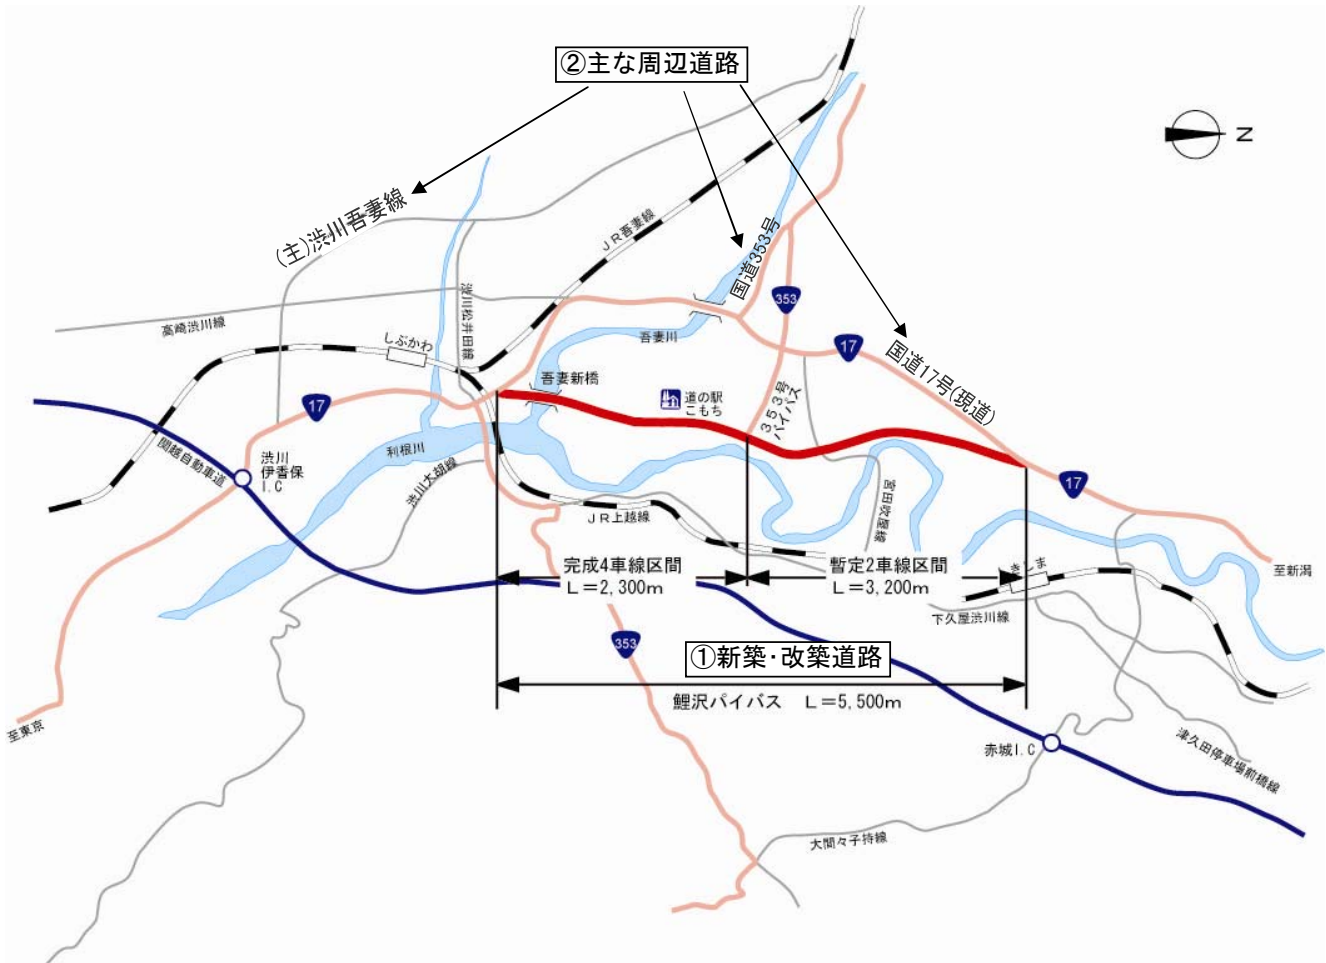 ②主な周辺道路
N
(主)渋川吾妻線
JR吾妻線
国道353号
353
高崎渋川線
渋川松井田線
しぶかわ
吾妻川
17
国道17号(現道)
吾妻新橋
道の駅
こもち
353号
バイパス
17
関越自動車道
渋川
伊香保
I.C
利根川
渋川大胡線
宮田吹屋線
17
JR上越線
至新潟
完成4車線区間
L=2,300m
暫定2車線区間
L=3,200m
きしま
下久屋渋川線
353
①新築・改築道路
鯉沢バイパス L=5,500m
至東京
赤城I.C
津久田停車場前橋線
大間々子持線